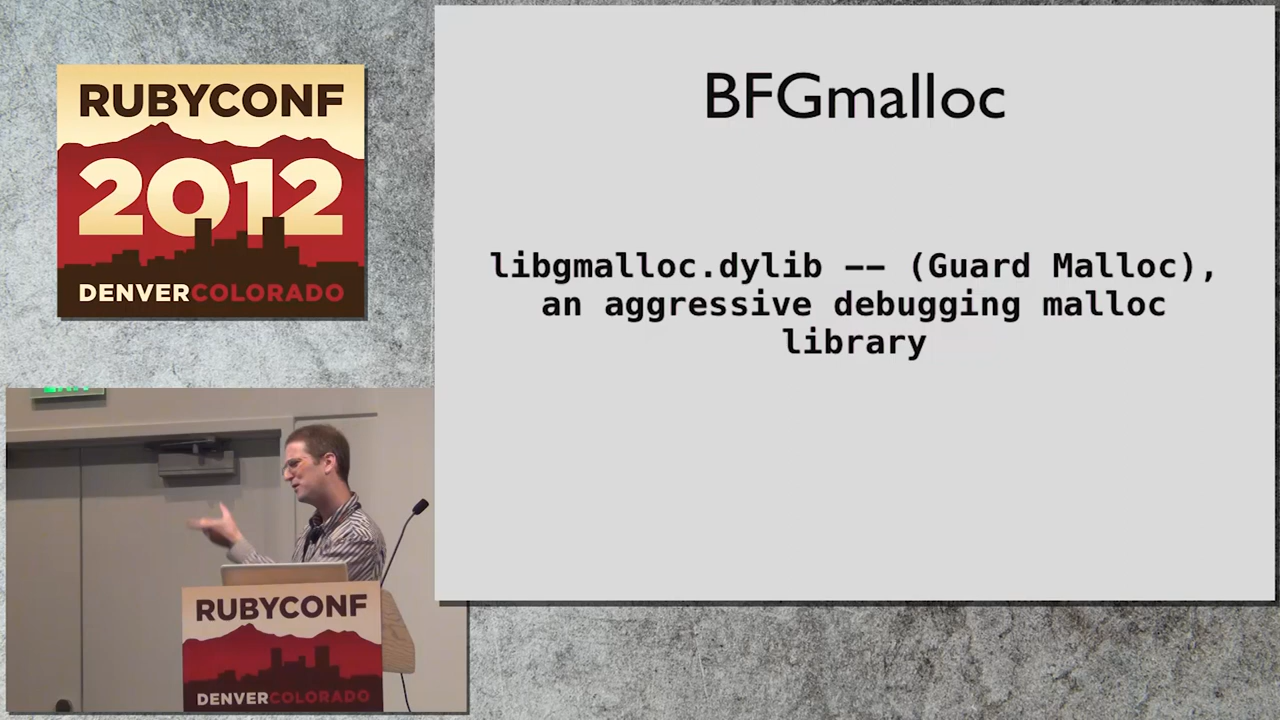 RUBYCONF
2012
DENVERCOLORADO
BFGmalloc
libgmalloc.dylib –– (Guard Malloc),
an aggressive debugging malloc
library
RUBYCONF
DENVERCOLORADO